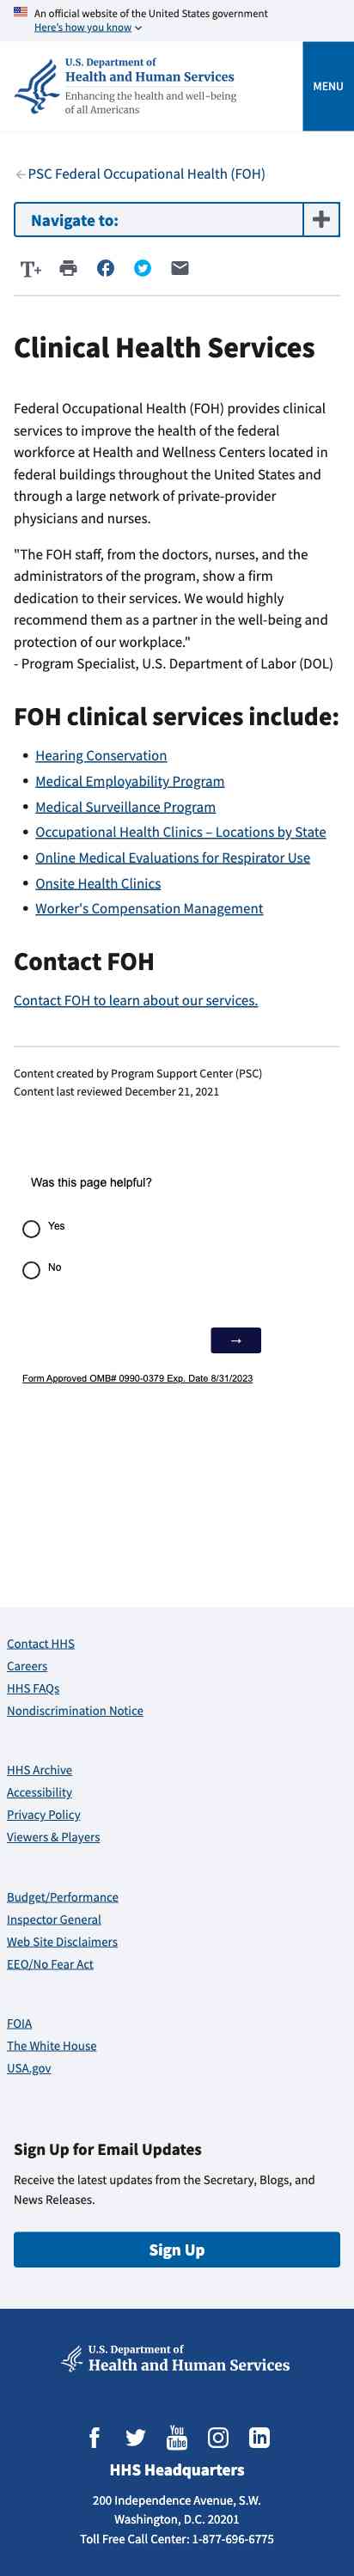 An official website of the United States government
Here's how you know
U.S. Department of
Health and Human Services
Enhancing the health and well-being
of all Americans
MENU
PSC Federal Occupational Health (FOH)
Navigate to:
T+
Clinical Health Services
Federal Occupational Health (FOH) provides clinical
services to improve the health of the federal
workforce at Health and Wellness Centers located in
federal buildings throughout the United States and
through a large network of private-provider
physicians and nurses.
"The FOH staff, from the doctors, nurses, and the
administrators of the program, show a firm
dedication to their services. We would highly
recommend them as a partner in the well-being and
protection of our workplace."
- Program Specialist, U.S. Department of Labor (DOL)
FOH clinical services include:
Hearing Conservation
Medical Employability Program
Medical Surveillance Program
Occupational Health Clinics – Locations by State
Online Medical Evaluations for Respirator Use
Onsite Health Clinics
Worker's Compensation Management
Contact FOH
Contact FOH to learn about our services.
Content created by Program Support Center (PSC)
Content last reviewed December 21, 2021
Was this page helpful?
Yes
No
→
Form Approved OMB# 0990-0379 Exp. Date 8/31/2023
Contact HHS
Careers
HHS FAQs
Nondiscrimination Notice
HHS Archive
Accessibility
Privacy Policy
Viewers & Players
Budget/Performance
Inspector General
Web Site Disclaimers
EEO/No Fear Act
FOIA
The White House
USA.gov
Sign Up for Email Updates
Receive the latest updates from the Secretary, Blogs, and
News Releases.
Sign Up
U.S. Department of
Health and Human Services
You
Tube
HHS Headquarters
200 Independence Avenue, S.W.
Washington, D.C. 20201
Toll Free Call Center: 1-877-696-6775